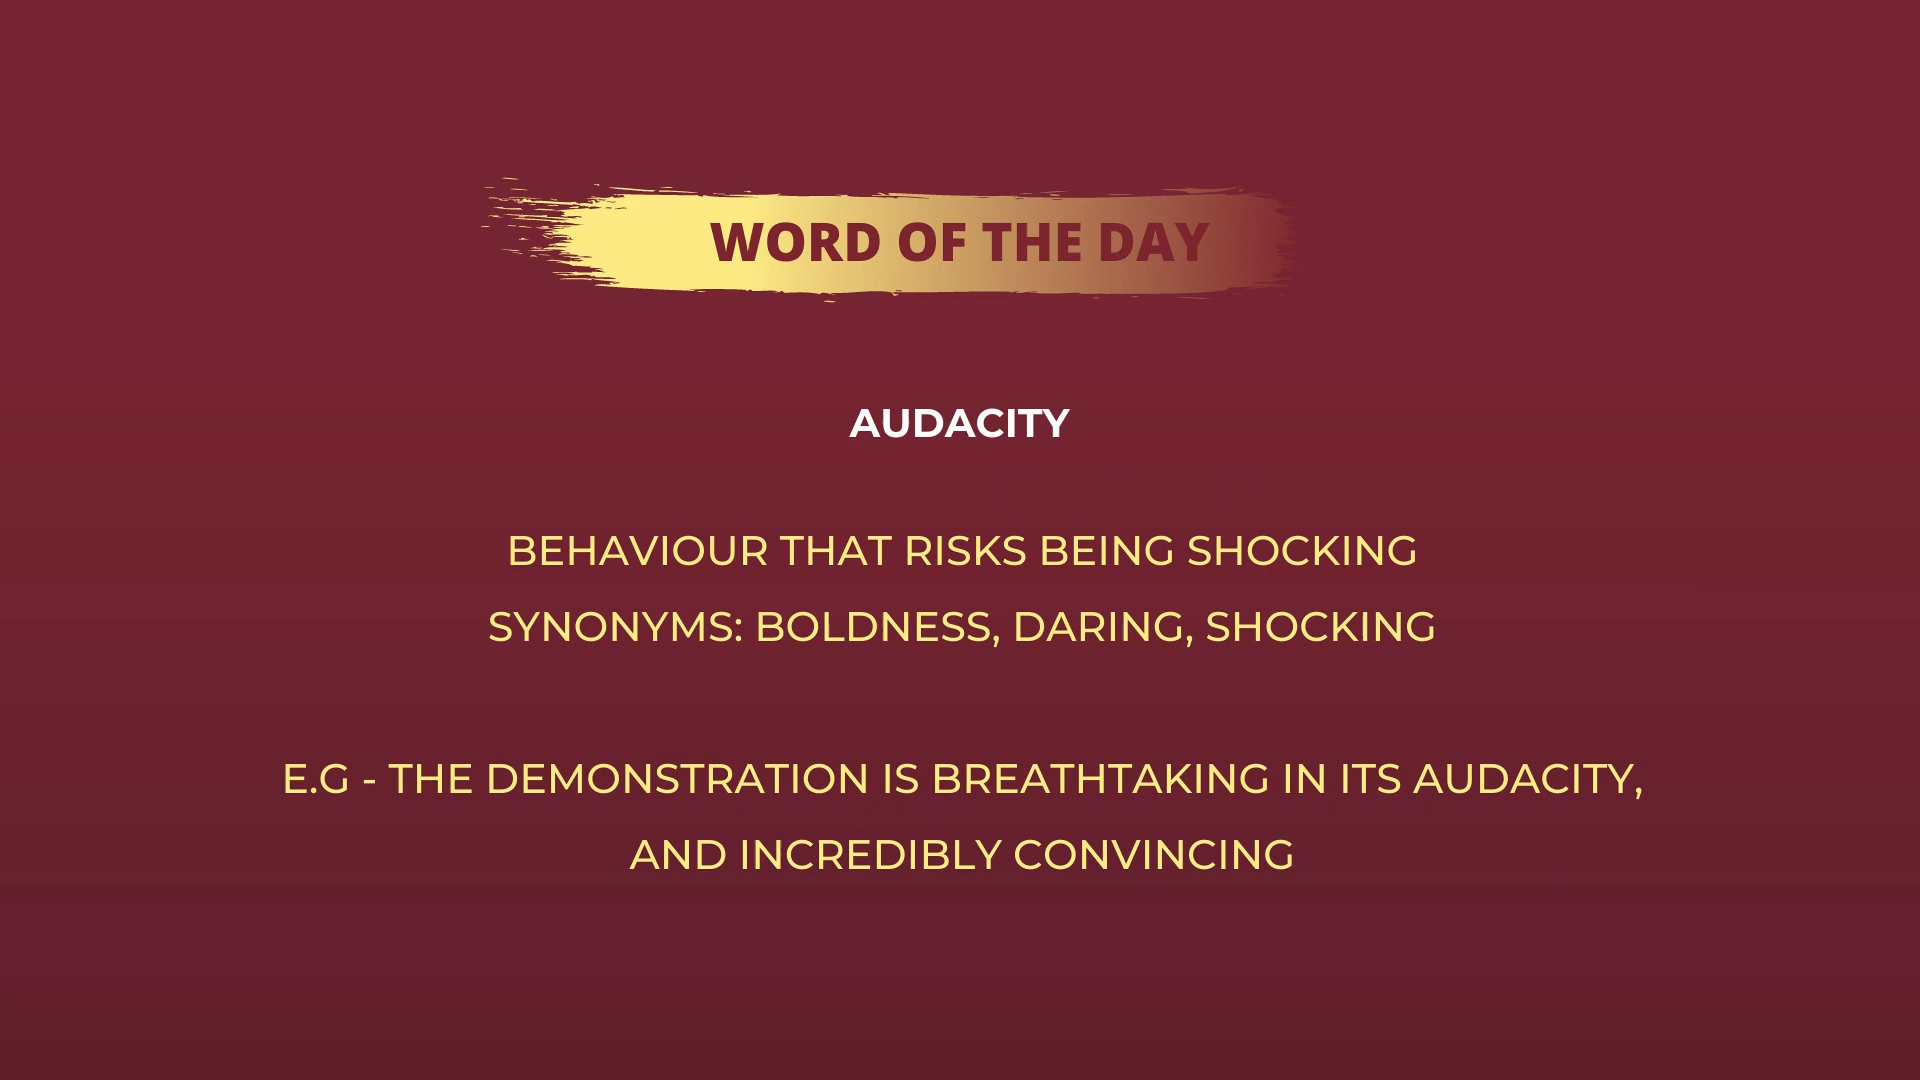 WORD OF THE DAY
AUDACITY
BEHAVIOUR THAT RISKS BEING SHOCKING
SYNONYMS: BOLDNESS, DARING, SHOCKING
E.G - THE DEMONSTRATION IS BREATHTAKING IN ITS AUDACITY,
AND INCREDIBLY CONVINCING